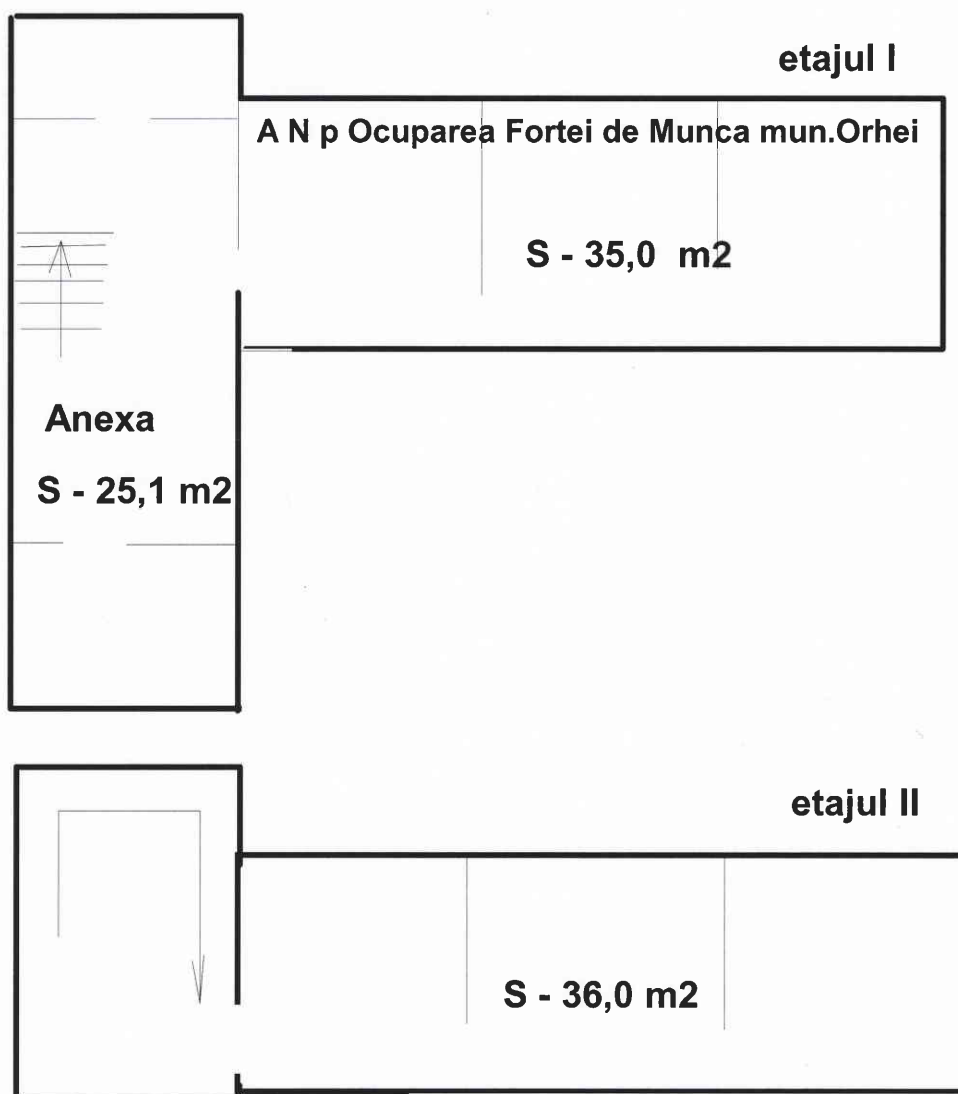 etajul I
A N p Ocuparea Fortei de Munca mun.Orhei
S - 35,0 m2
Anexa
S - 25,1 m2
etajul II
S - 36,0 m2